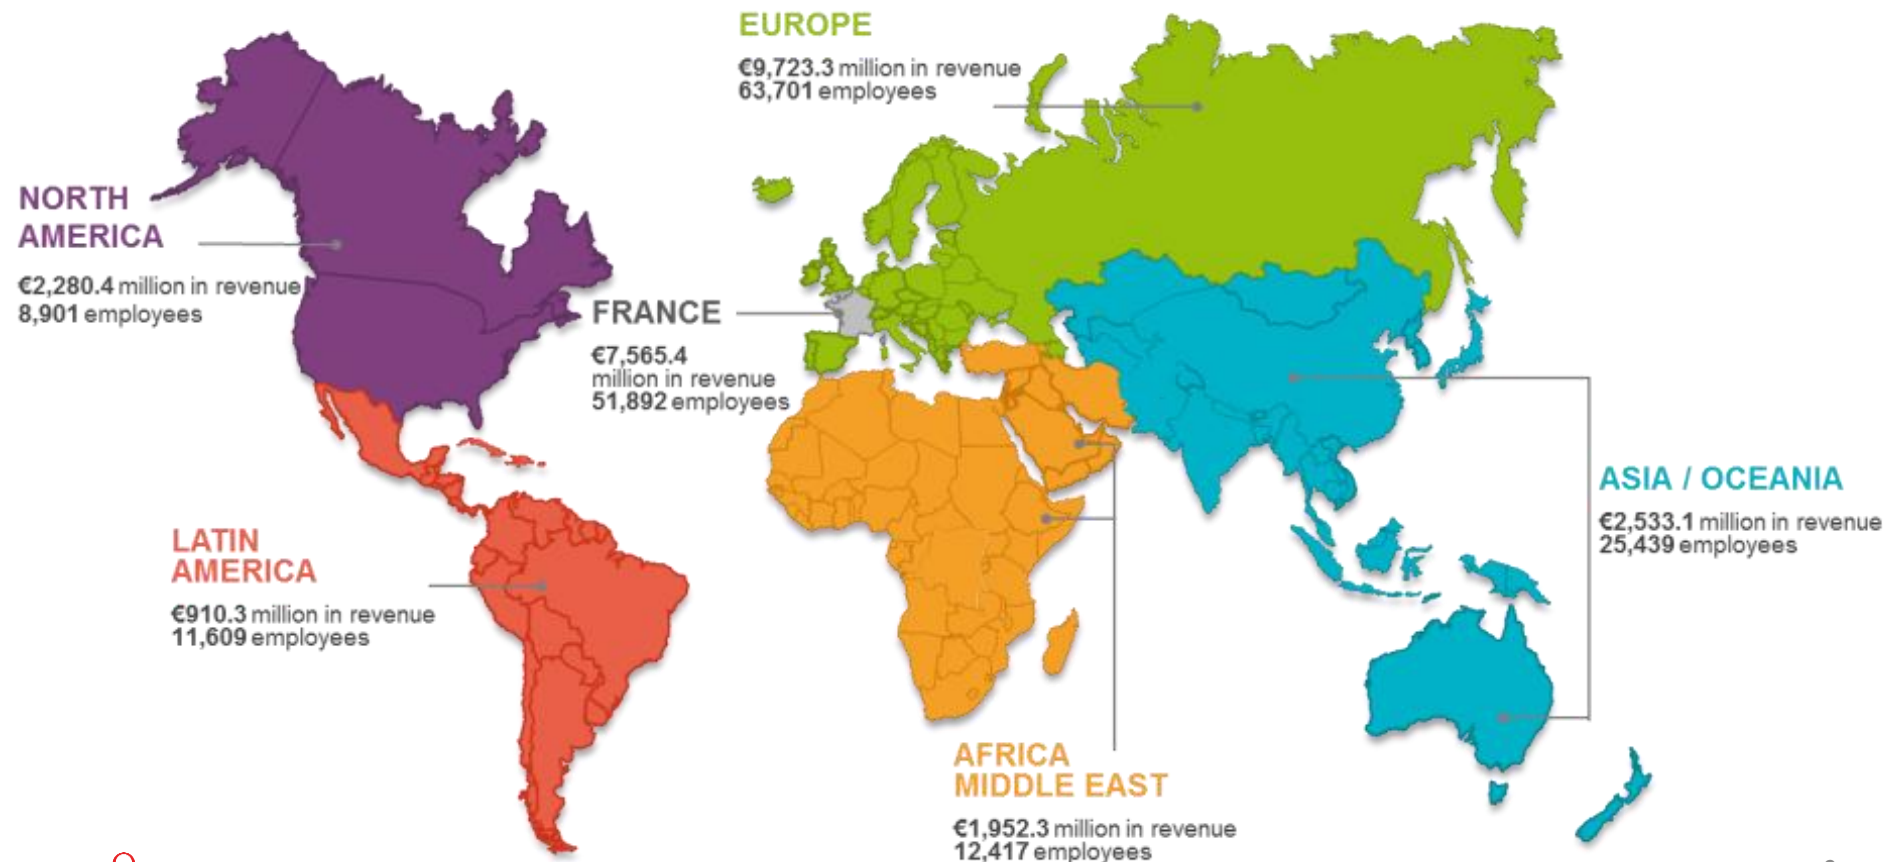 EUROPE
€9,723.3 million in revenue
63,701 employees
NORTH
AMERICA
€2,280.4 million in revenue
8,901 employees
FRANCE
€7,565.4
million in revenue
51,892 employees
ASIA / OCEANIA
€2,533.1 million in revenue
25,439 employees
LATIN
AMERICA
€910.3 million in revenue
11,609 employees
AFRICA
MIDDLE EAST
€1,952.3 million in revenue
12,417 employees